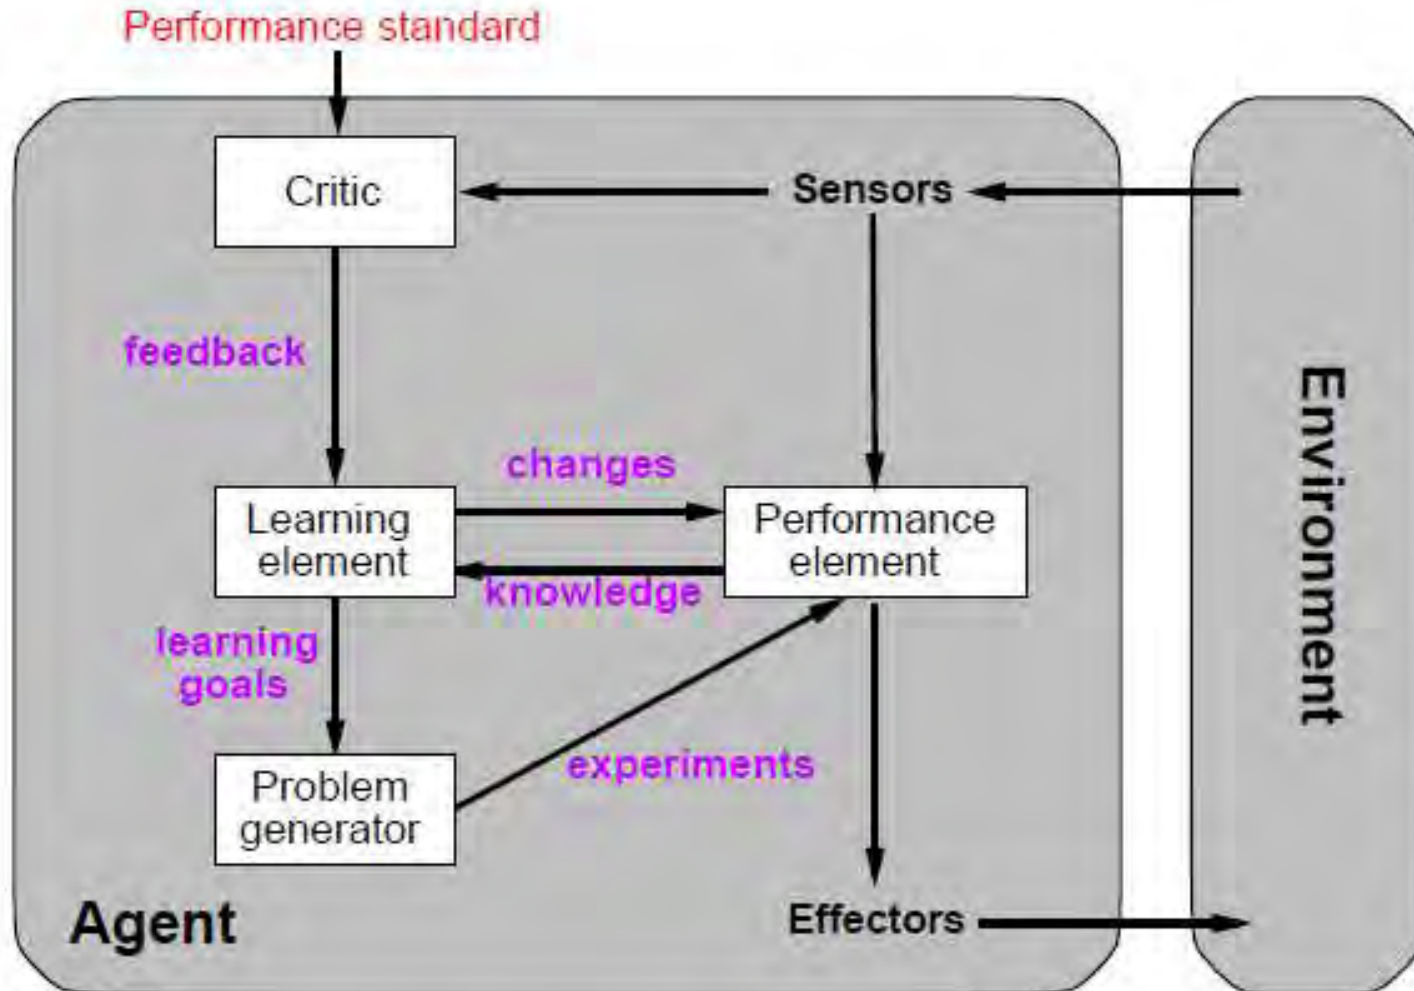 Performance standard
Critic
Sensors
feedback
changes
Learning
element
Performance
element
knowledge
learning
goals
experiments
Problem
generator
Agent
Effectors
Environment